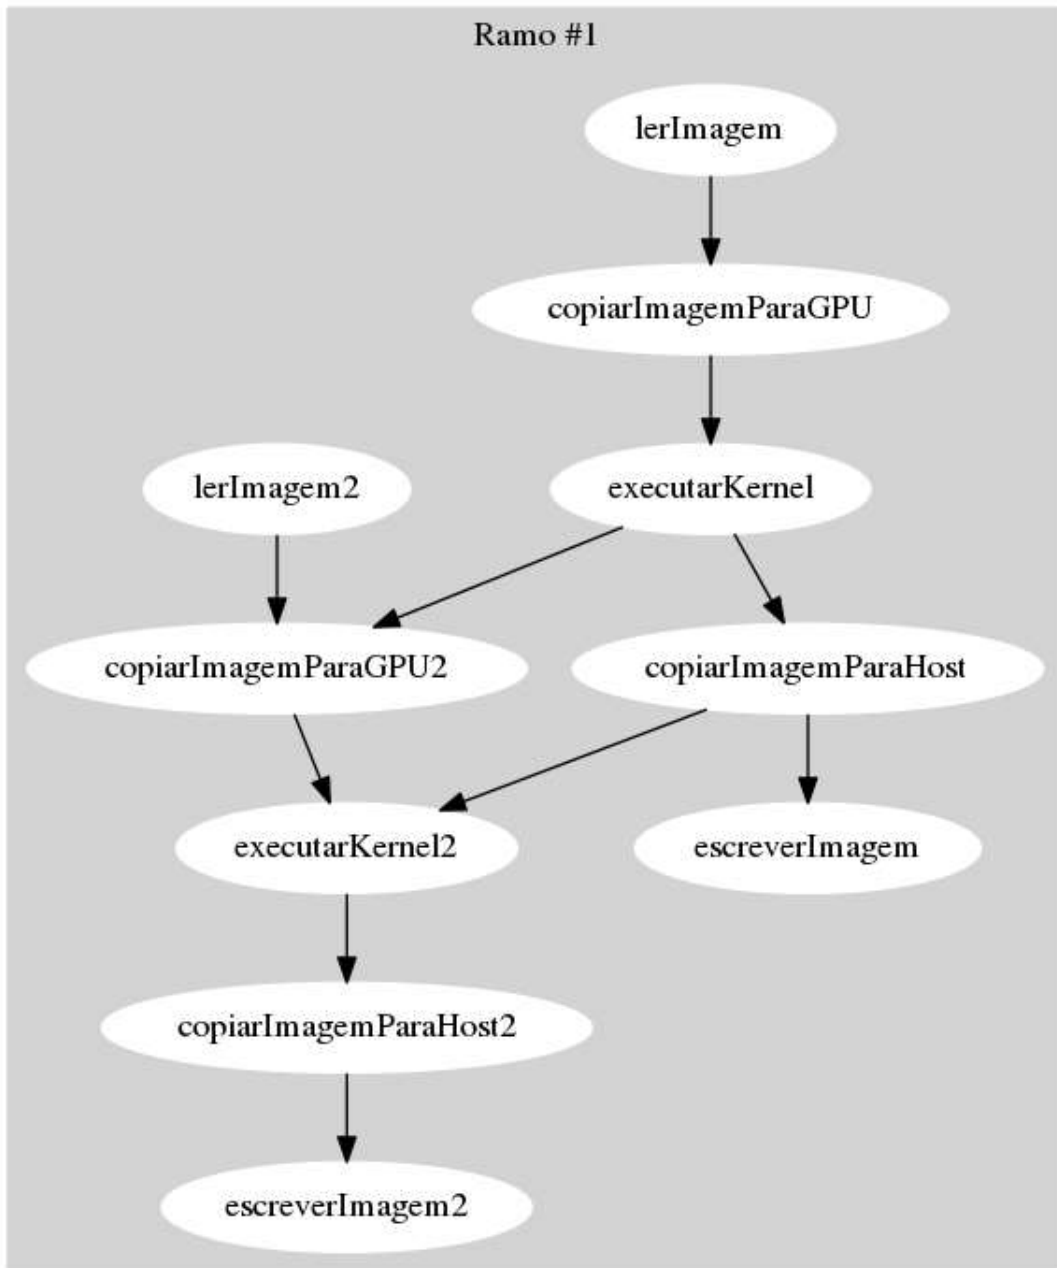 Ramo #1
lerImagem
copiarImagemParaGPU
lerImagem2
executarKernel
copiarImagemParaGPU2
copiarImagemParaHost
executarKernel2
escreverImagem
copiarImagemParaHost2
escreverImagem2